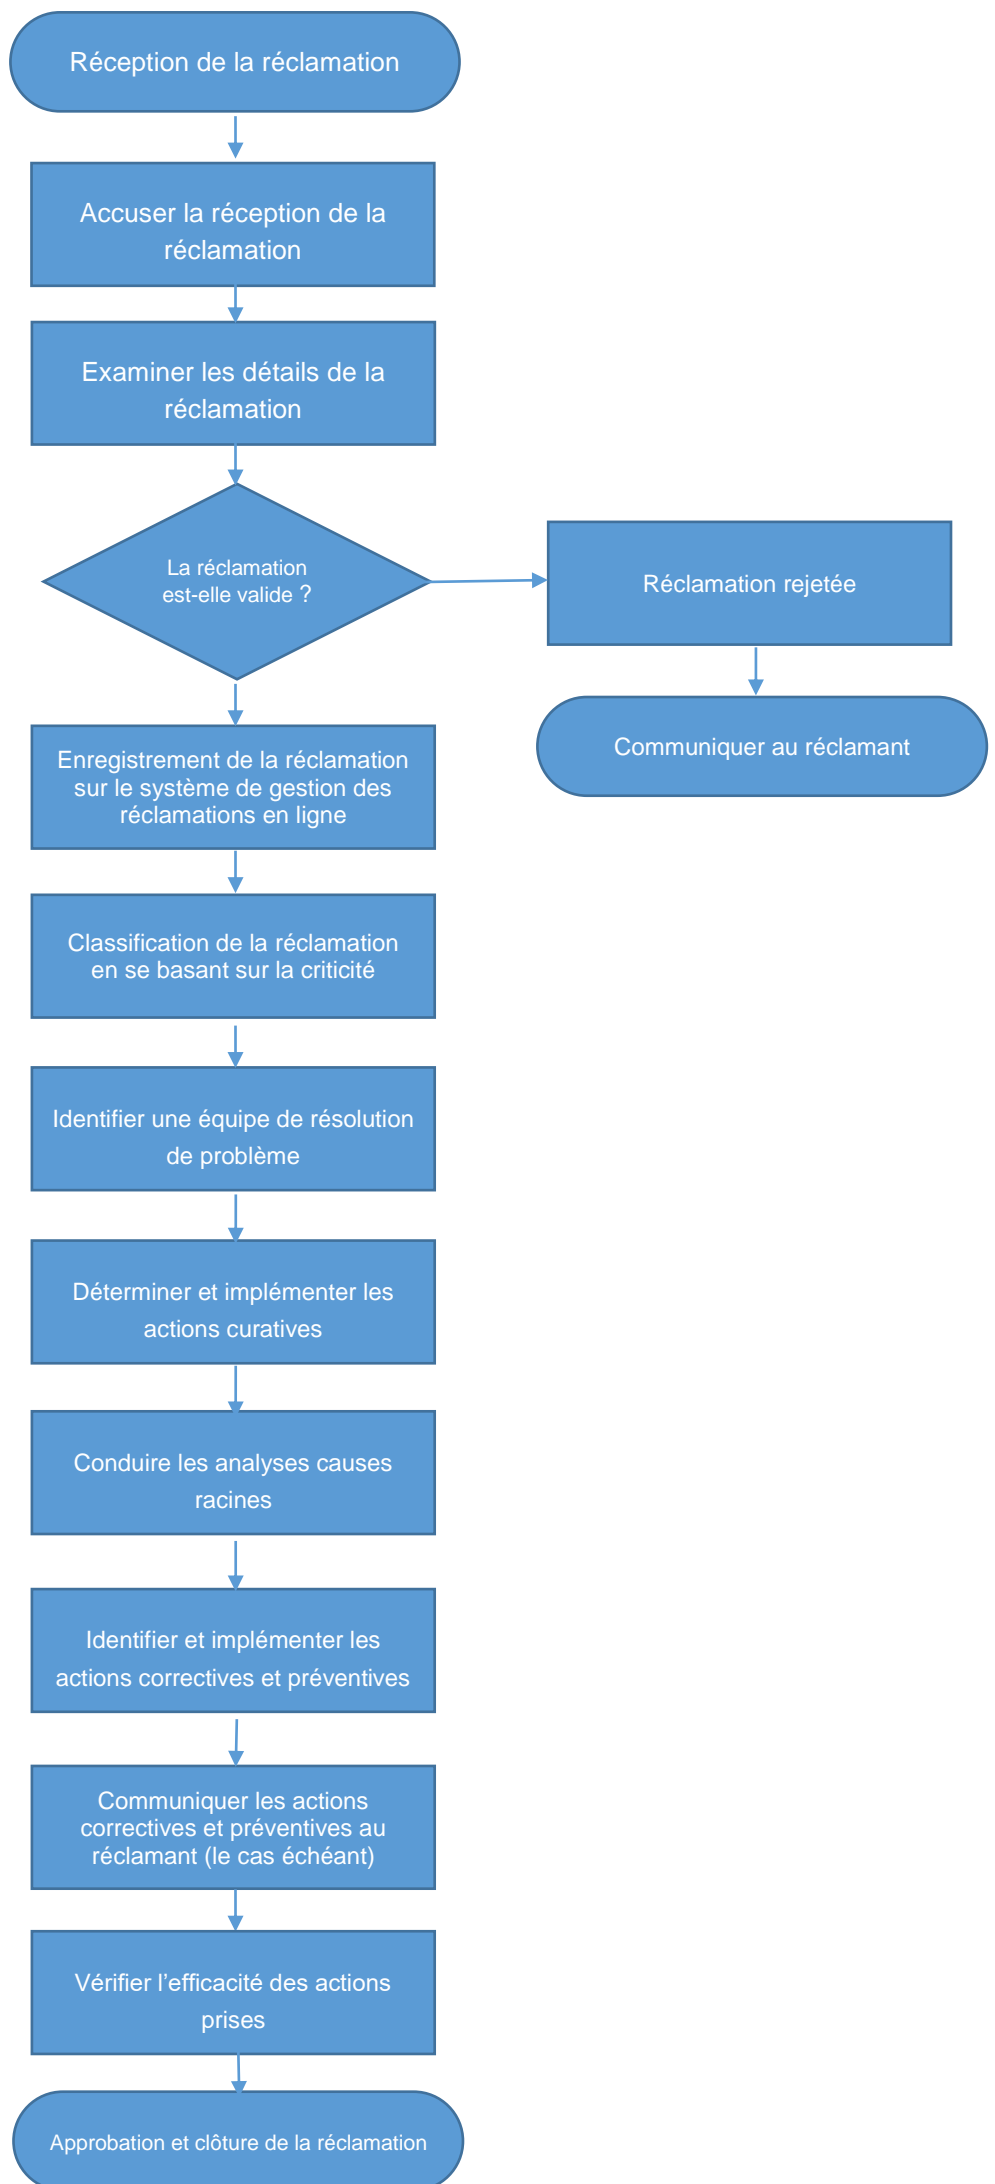 Réception de la réclamation
Accuser la réception de la
réclamation
Examiner les détails de la
réclamation
La réclamation
est-elle valide ?
Réclamation rejetée
Communiquer au réclamant
Enregistrement de la réclamation
sur le système de gestion des
réclamations en ligne
Classification de la réclamation
en se basant sur la criticité
Identifier une équipe de résolution
de problème
Déterminer et implémenter les
actions curatives
Conduire les analyses causes
racines
Identifier et implémenter les
actions correctives et préventives
Communiquer les actions
correctives et préventives au
réclamant (le cas échéant)
Vérifier l’efficacité des actions
prises
Approbation et clôture de la réclamation